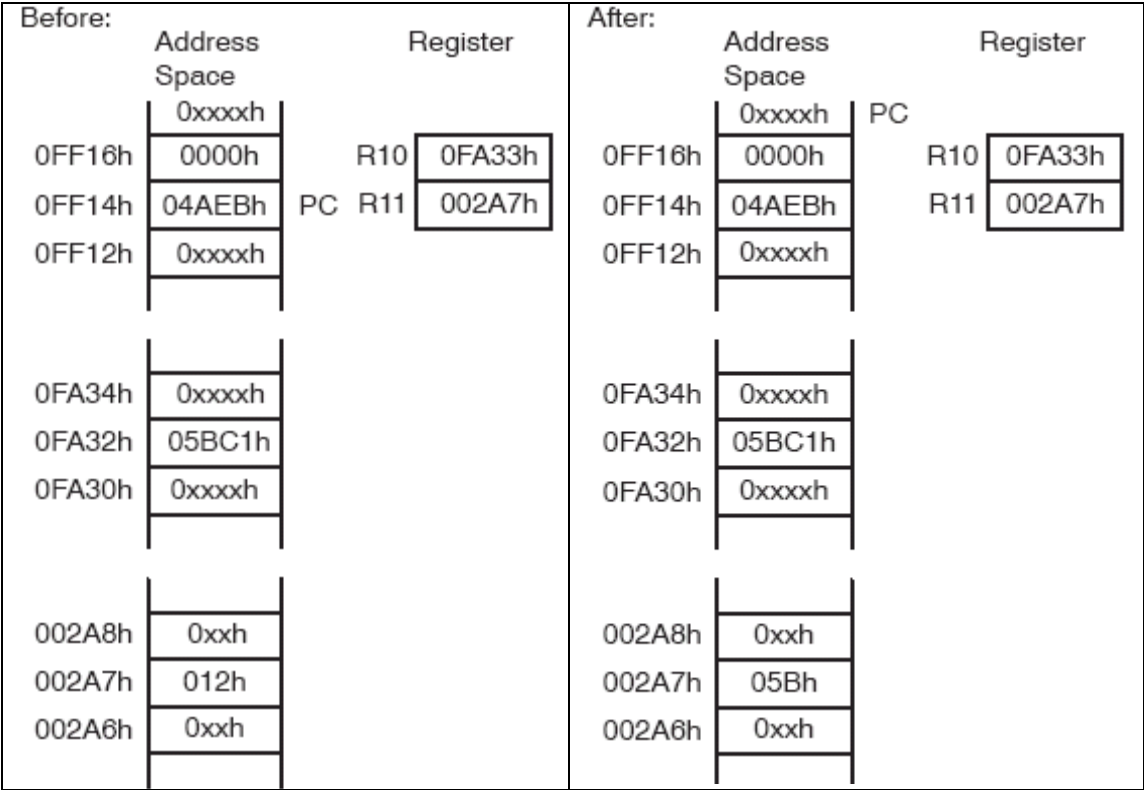 Before:
Address Space Register
0xxxxh
0FF16h 0000h R10 0FA33h
0FF14h 04AEBh PC R11 002A7h
0FF12h 0xxxxh
0FA34h 0xxxxh
0FA32h 05BC1h
0FA30h 0xxxxh
002A8h 0xxh
002A7h 012h
002A6h 0xxh
After:
Address Space Register
0xxxxh PC
0FF16h 0000h R10 0FA33h
0FF14h 04AEBh R11 002A7h
0FF12h 0xxxxh
0FA34h 0xxxxh
0FA32h 05BC1h
0FA30h 0xxxxh
002A8h 0xxh
002A7h 05Bh
002A6h 0xxh